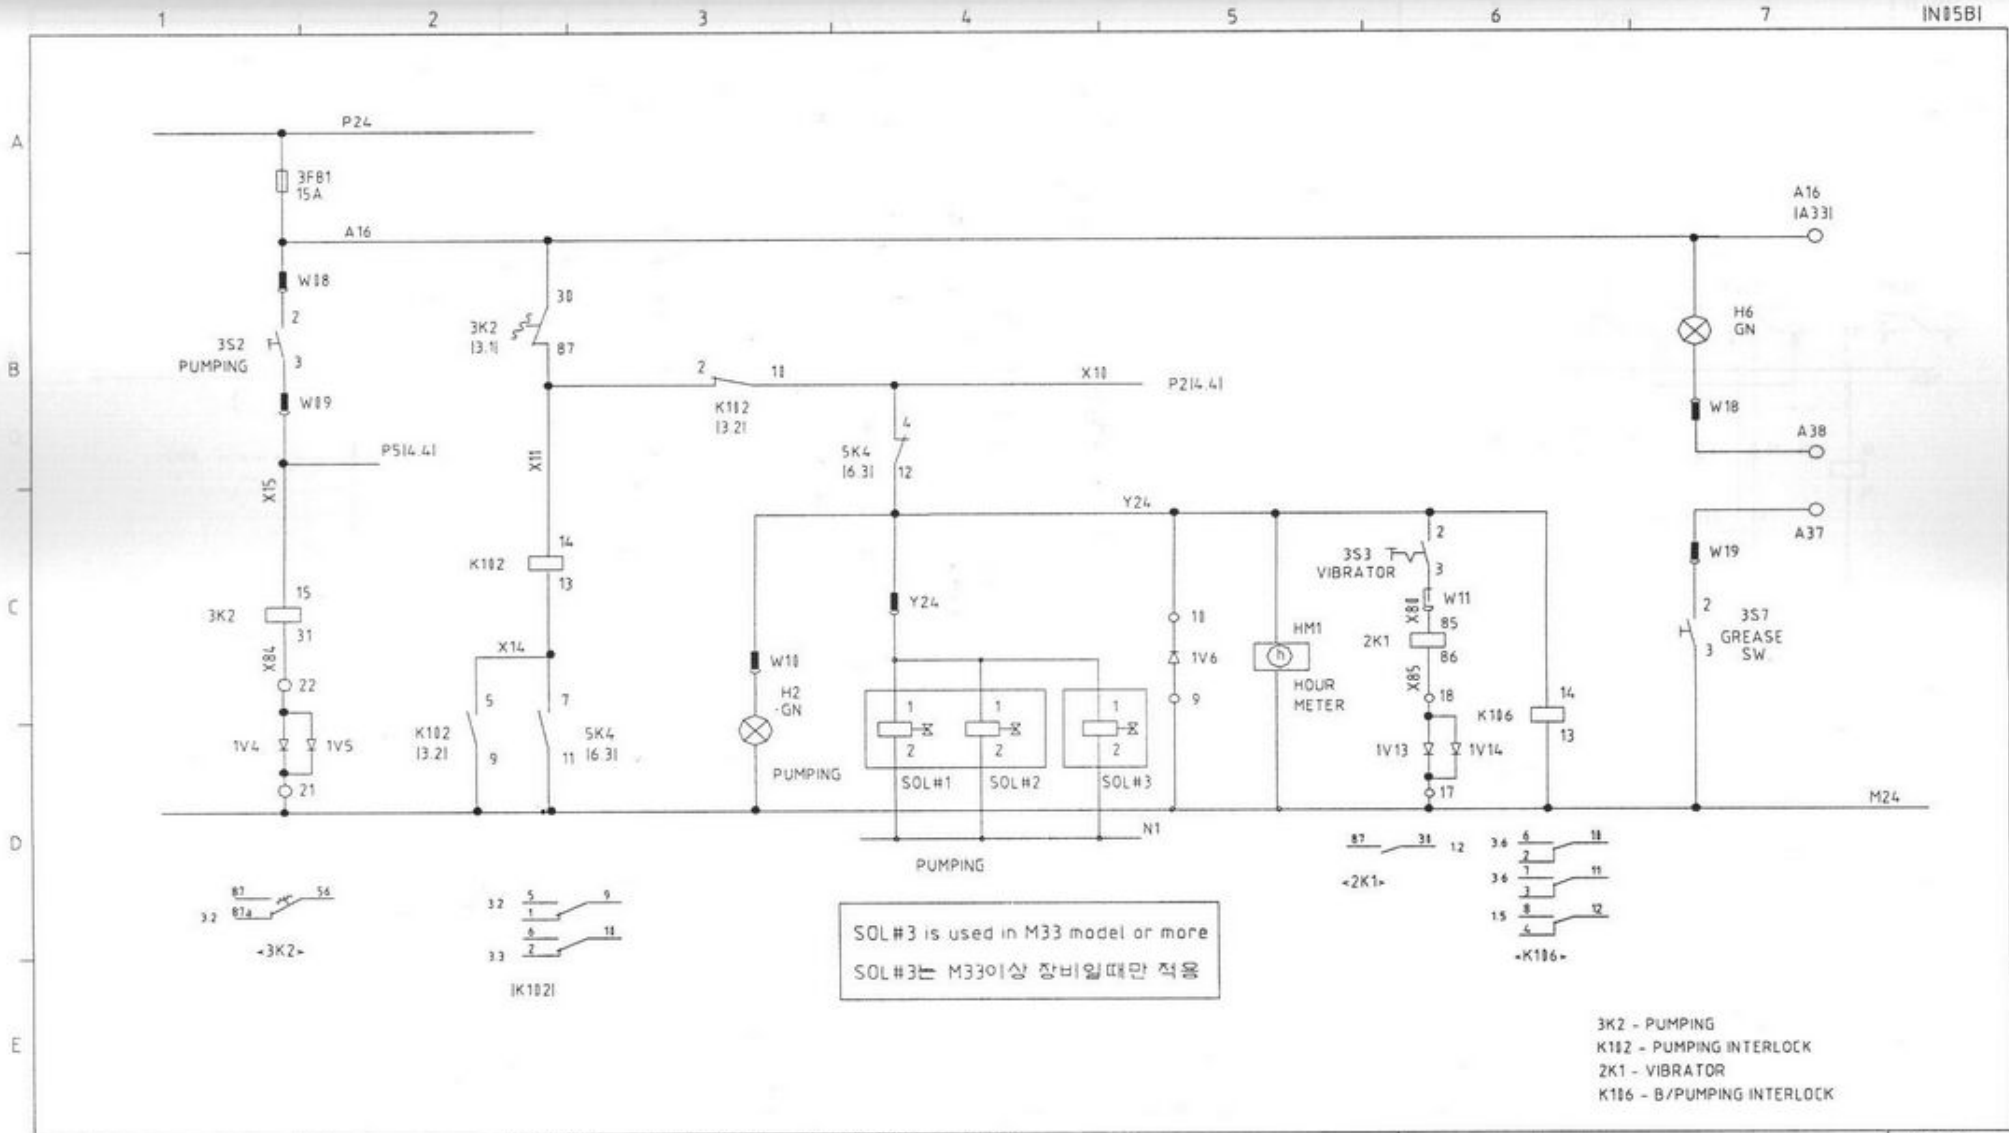 1 2 3 4 5 6 7
A
B
C
D
E
P24
3FB1
15A
A16
A16
W08
2
3S2
3
PUMPING
W09
P5(4.4)
X15
15
3K2
31
X84
22
1V4
1V5
21
30
3K2
(3.1)
87
X11
14
K102
13
X14
5
K102
(3.2)
9
7
5K4
11
(6.3)
2
10
K102
(3.2)
X10
P2(4.4)
4
5K4
(6.3)
12
Y24
Y24
W10
H2
GN
PUMPING
1
2
SOL#1
1
2
SOL#2
1
2
SOL#3
N1
PUMPING
10
1V6
9
HM1
h
HOUR
METER
2
3S3
VIBRATOR
3
X80
W11
85
2K1
86
X85
18
1V13
1V14
17
14
K106
13
H6
GN
W18
A38
A37
W19
2
3S7
3
GREASE
SW.
M24
87
56
3.2
87a
<3K2>
3.2
5
9
1
6
10
3.3
2
(K102)
SOL#3 is used in M33 model or more
SOL#3는 M33이상 장비일때만 적용
87
30
1.2
<2K1>
3.6
6
10
2
3.6
7
11
3
1.5
8
12
4
<K106>
3K2 - PUMPING
K102 - PUMPING INTERLOCK
2K1 - VIBRATOR
K106 - B/PUMPING INTERLOCK